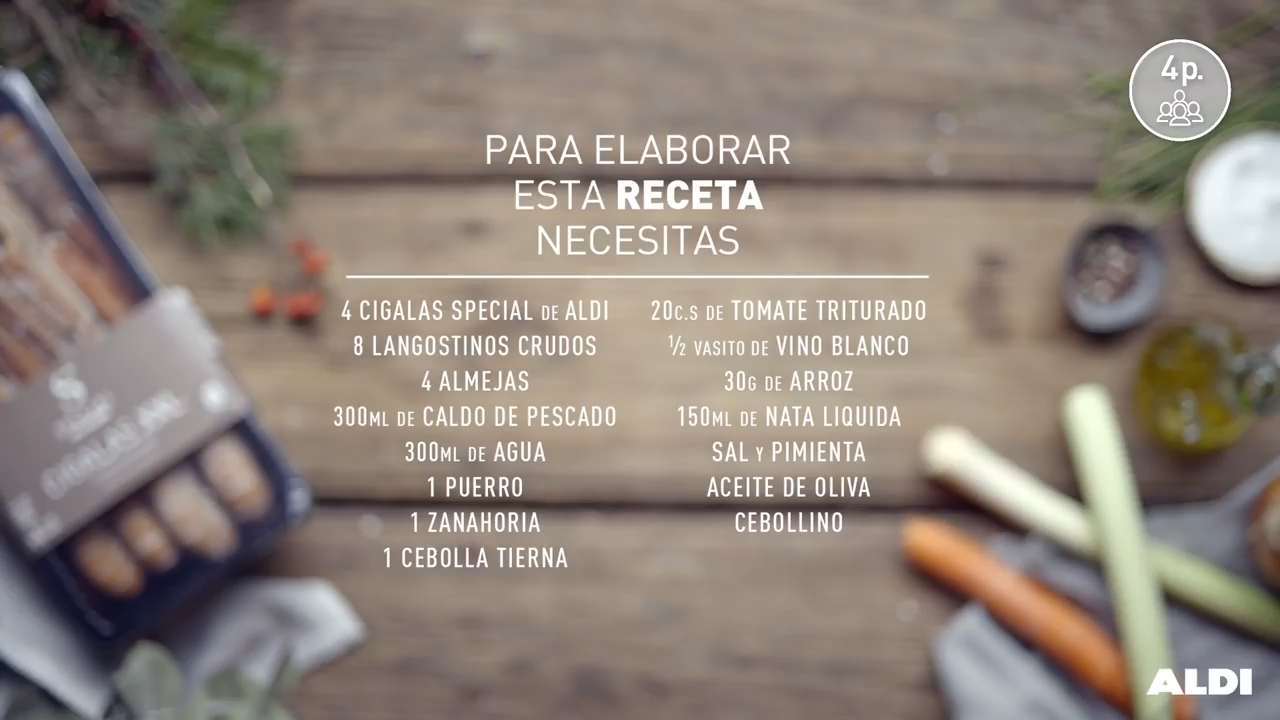 4p.
PARA ELABORAR
ESTA RECETA
NECESITAS
4 CIGALAS SPECIAL DE ALDI
8 LANGOSTINOS CRUDOS
4 ALMEJAS
300ML DE CALDO DE PESCADO
300ML DE AGUA
1 PUERRO
1 ZANAHORIA
1 CEBOLLA TIERNA
20C.S DE TOMATE TRITURADO
½ VASITO DE VINO BLANCO
30G DE ARROZ
150ML DE NATA LIQUIDA
SAL Y PIMIENTA
ACEITE DE OLIVA
CEBOLLINO
ALDI